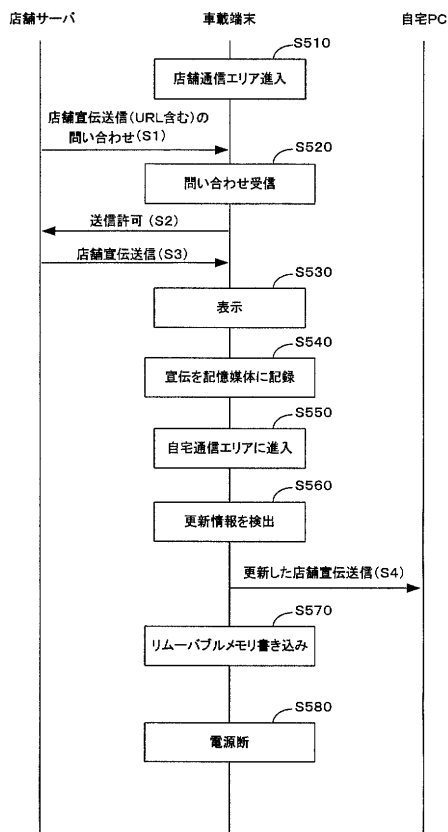 店舗サーバ
車載端末
自宅PC
S510
店舗通信エリア進入
店舗宣伝送信(URL含む)の
問い合わせ(S1)
S520
問い合わせ受信
送信許可(S2)
店舗宣伝送信(S3)
S530
表示
S540
宣伝を記憶媒体に記録
S550
自宅通信エリアに進入
S560
更新情報を検出
更新した店舗宣伝送信(S4)
S570
リムーバブルメモリ書き込み
S580
電源断